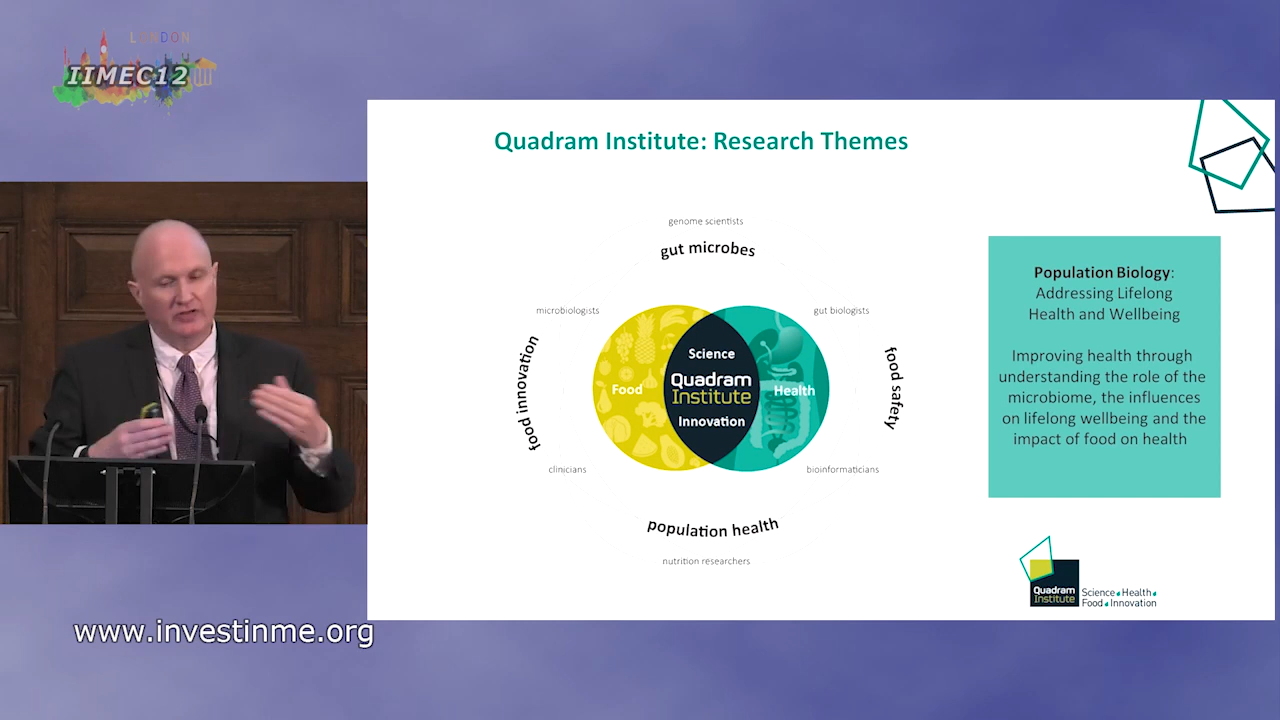 LONDON
IIMEC12
Quadram Institute: Research Themes
genome scientists
gut microbes
microbiologists
gut biologists
food innovation
food safety
Science
Food
Quadram
Institute
Health
Innovation
clinicians
bioinformaticians
population health
nutrition researchers
Population Biology:
Addressing Lifelong
Health and Wellbeing
Improving health through
understanding the role of the
microbiome, the influences
on lifelong wellbeing and the
impact of food on health
Quadram
Institute
Science Health
Food Innovation
www.investinme.org